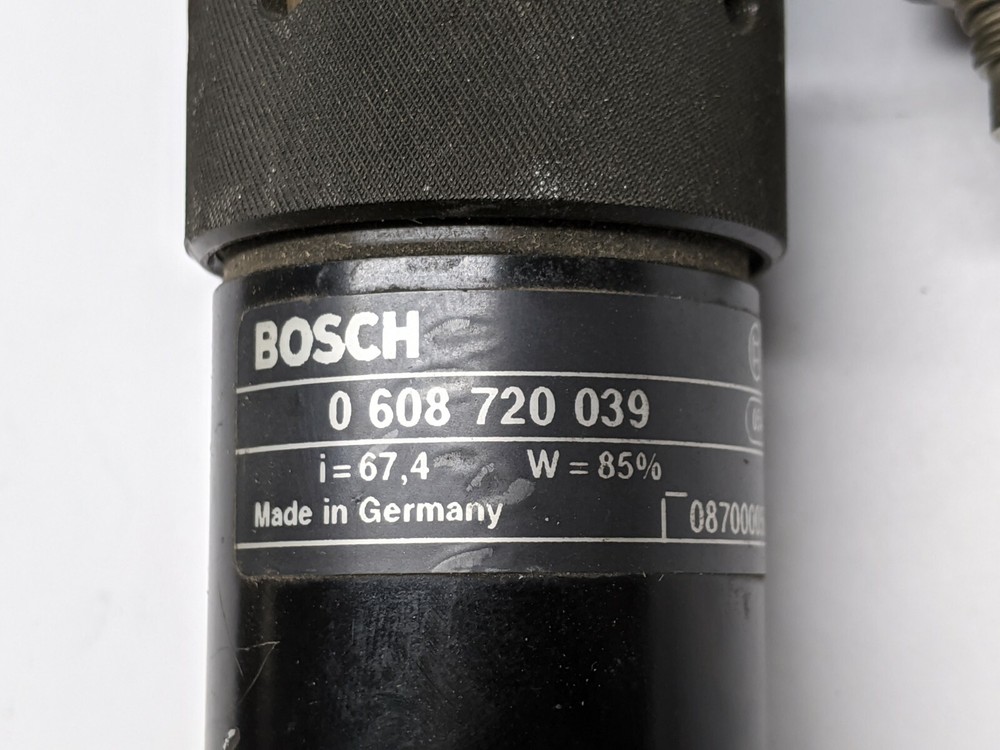 BOSCH
0 608 720 039
i = 67,4 W = 85%
Made in Germany